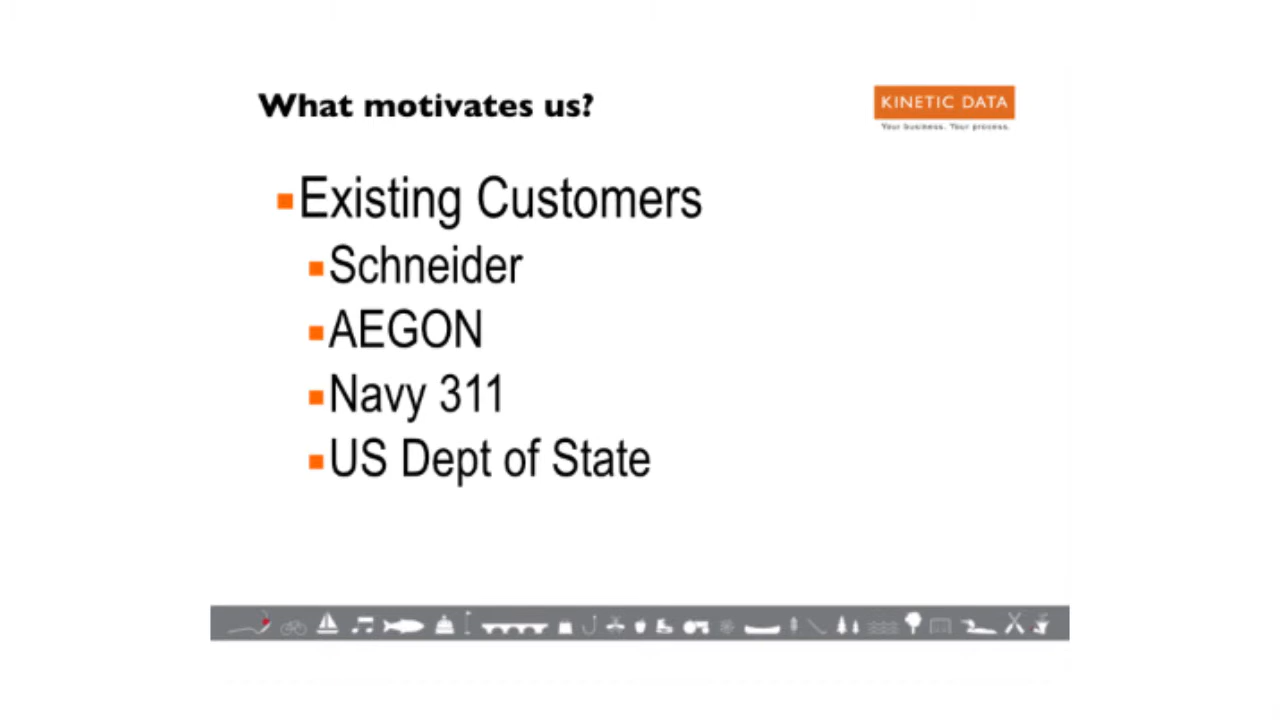 What motivates us?
KINETIC DATA
Your business. Your process.
Existing Customers
Schneider
AEGON
Navy 311
US Dept of State